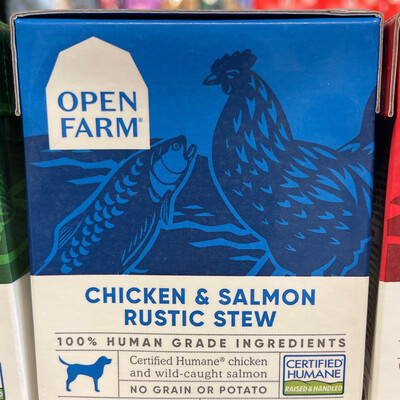 OPEN
FARM®
CHICKEN & SALMON
RUSTIC STEW
100% HUMAN GRADE INGREDIENTS
Certified Humane® chicken
and wild-caught salmon
NO GRAIN OR POTATO
CERTIFIED
HUMANE
RAISED & HANDLED